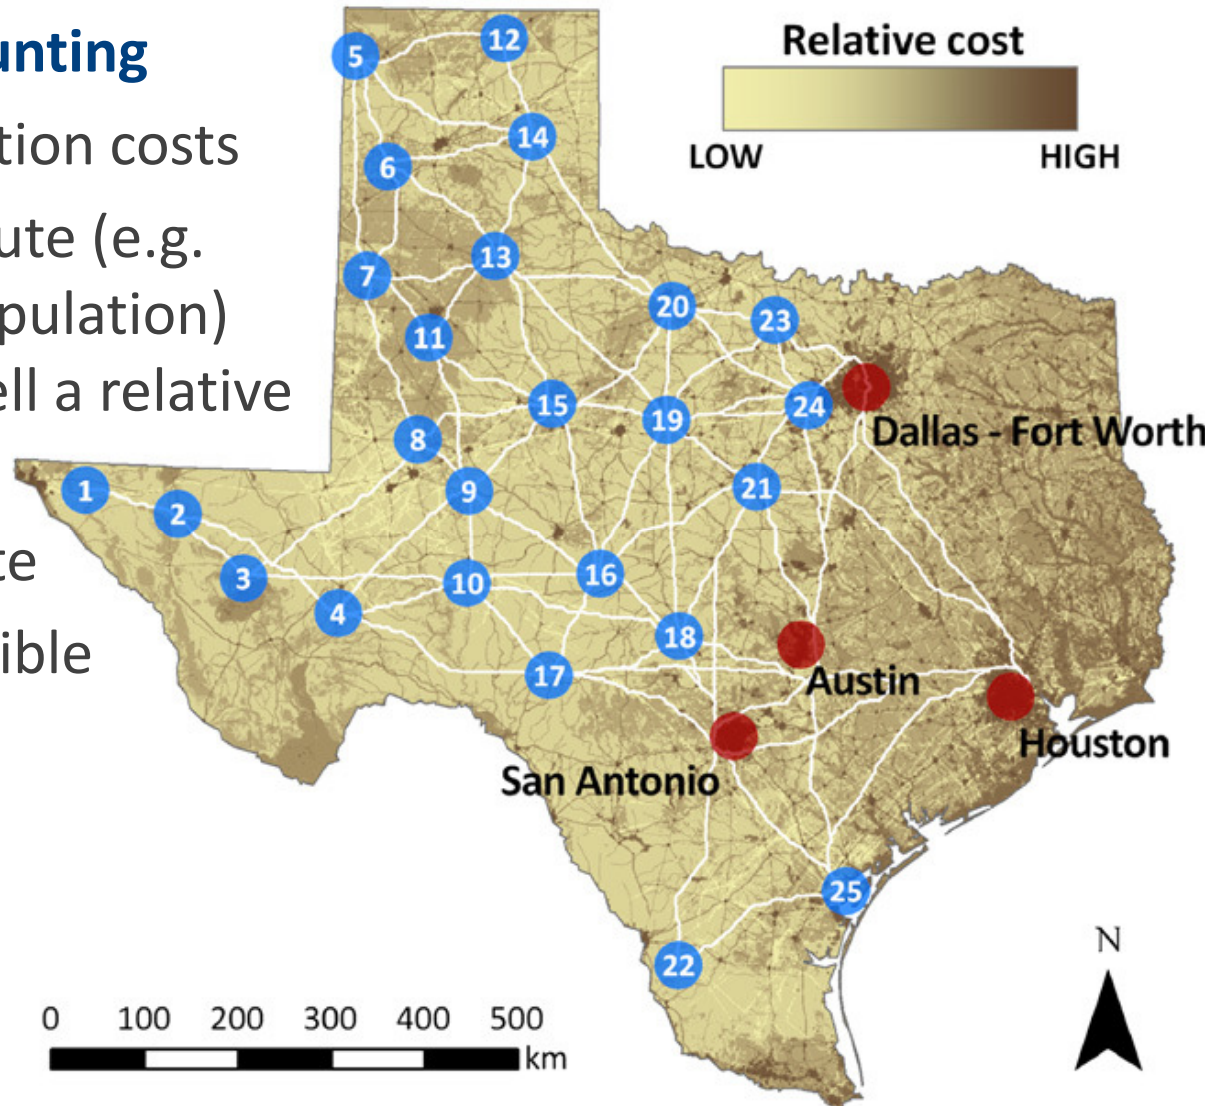 unting
tion costs
ute (e.g.
pulation)
ell a relative
te
ible
Relative cost
LOW HIGH
12
5
14
6
13
7
20
23
11
15
24
19
Dallas - Fort Worth
8
1
9
21
2
3
16
10
4
18
17
Austin
Houston
San Antonio
25
22
N
0 100 200 300 400 500
km